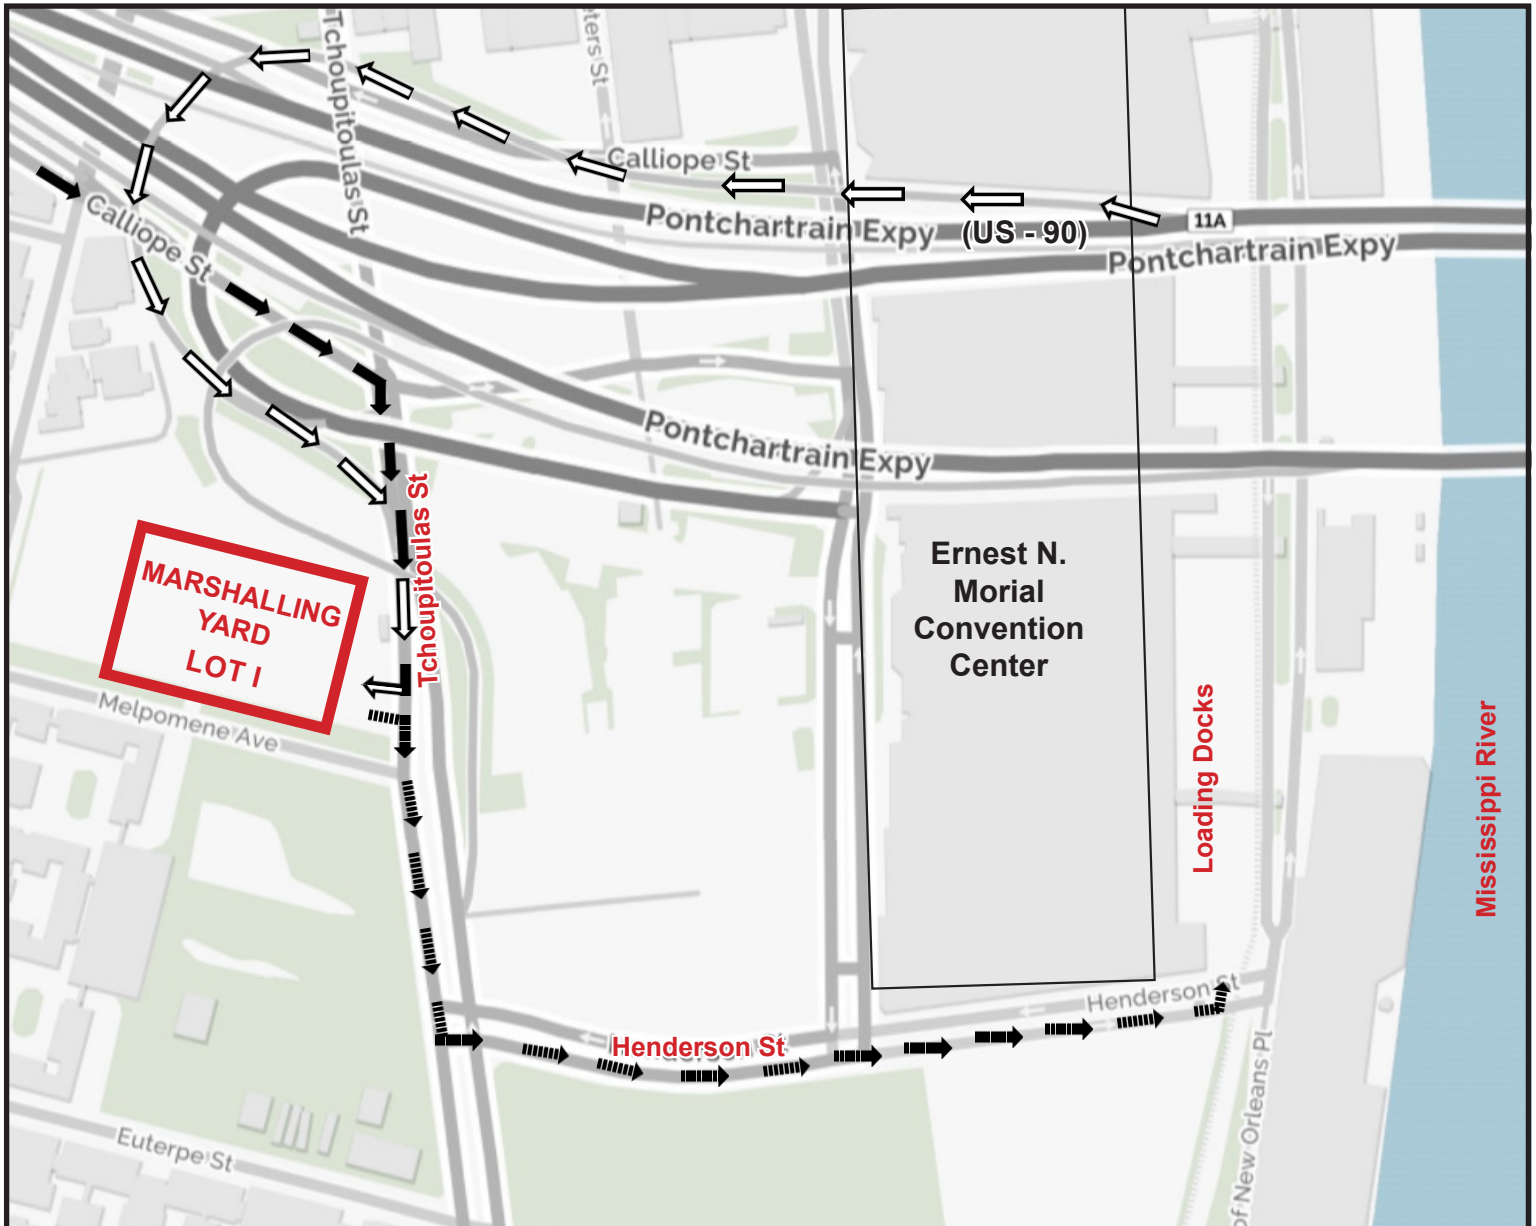 Tchoupitoulas St
Calliope St
Pontchartrain Expy
(US - 90)
11A
Pontchartrain Expy
Calliope St
Pontchartrain Expy
Tchoupitoulas St
Ernest N.
Morial
Convention
Center
MARSHALLING
YARD
LOT I
Melpomene Ave
Loading Docks
Mississippi River
Henderson St
Henderson St
Euterpe St
of New Orleans Pl